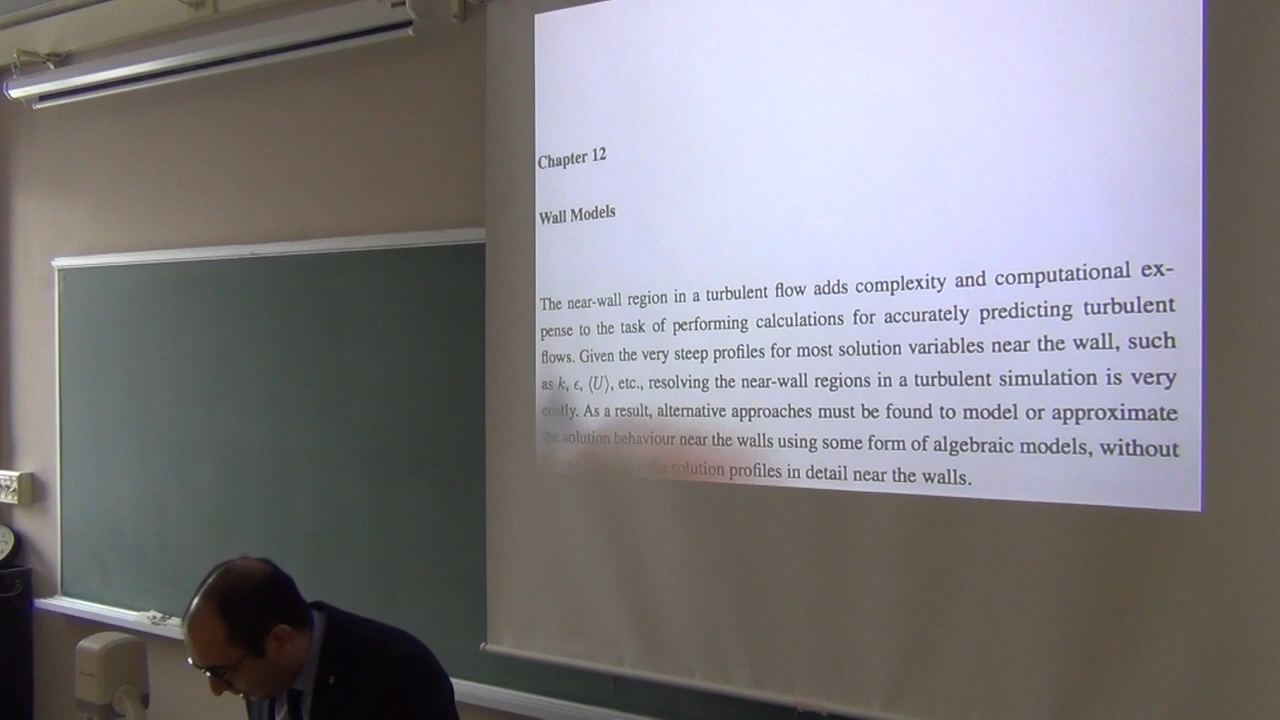 Chapter 12
Wall Models
The near-wall region in a turbulent flow adds complexity and computational ex-
pense to the task of performing calculations for accurately predicting turbulent
flows. Given the very steep profiles for most solution variables near the wall, such
as k, ϵ, ⟨U⟩, etc., resolving the near-wall regions in a turbulent simulation is very
costly. As a result, alternative approaches must be found to model or approximate
the solution behaviour near the walls using some form of algebraic models, without
solution profiles in detail near the walls.